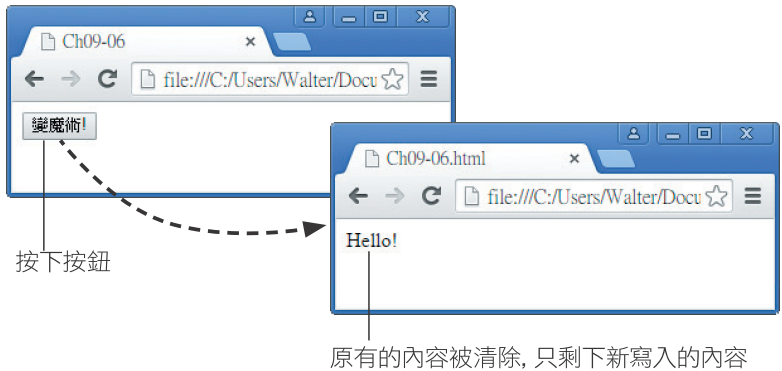 Ch09-06
file:///C:/Users/Walter/Docu
變魔術!
按下按鈕
Ch09-06.html
file:///C:/Users/Walter/Docu
Hello!
原有的內容被清除, 只剩下新寫入的內容